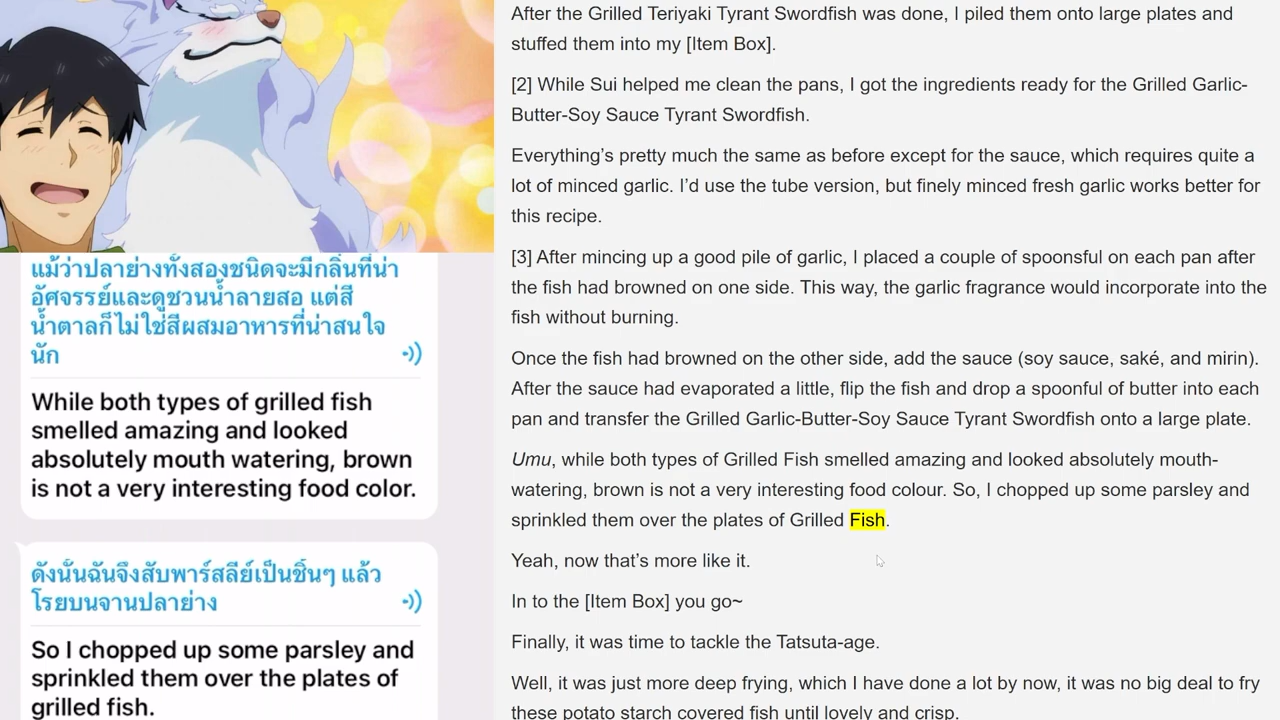 แม้ว่าปลาย่างทั้งสองชนิดจะมีกลิ่นที่น่า
อัศจรรย์และดูชวนน้ำลายสอ แต่สี
น้ำตาลก็ไม่ใช่สีผสมอาหารที่น่าสนใจ
นัก
While both types of grilled fish
smelled amazing and looked
absolutely mouth watering, brown
is not a very interesting food color.
ดังนั้นฉันจึงสับพาร์สลีย์เป็นชิ้นๆ แล้ว
โรยบนจานปลาย่าง
So I chopped up some parsley and
sprinkled them over the plates of
grilled fish.
After the Grilled Teriyaki Tyrant Swordfish was done, I piled them onto large plates and
stuffed them into my [Item Box].
[2] While Sui helped me clean the pans, I got the ingredients ready for the Grilled Garlic-
Butter-Soy Sauce Tyrant Swordfish.
Everything’s pretty much the same as before except for the sauce, which requires quite a
lot of minced garlic. I’d use the tube version, but finely minced fresh garlic works better for
this recipe.
[3] After mincing up a good pile of garlic, I placed a couple of spoonsful on each pan after
the fish had browned on one side. This way, the garlic fragrance would incorporate into the
fish without burning.
Once the fish had browned on the other side, add the sauce (soy sauce, saké, and mirin).
After the sauce had evaporated a little, flip the fish and drop a spoonful of butter into each
pan and transfer the Grilled Garlic-Butter-Soy Sauce Tyrant Swordfish onto a large plate.
Umu, while both types of Grilled Fish smelled amazing and looked absolutely mouth-
watering, brown is not a very interesting food colour. So, I chopped up some parsley and
sprinkled them over the plates of Grilled Fish.
Yeah, now that’s more like it.
In to the [Item Box] you go~
Finally, it was time to tackle the Tatsuta-age.
Well, it was just more deep frying, which I have done a lot by now, it was no big deal to fry
these potato starch covered fish until lovely and crisp.